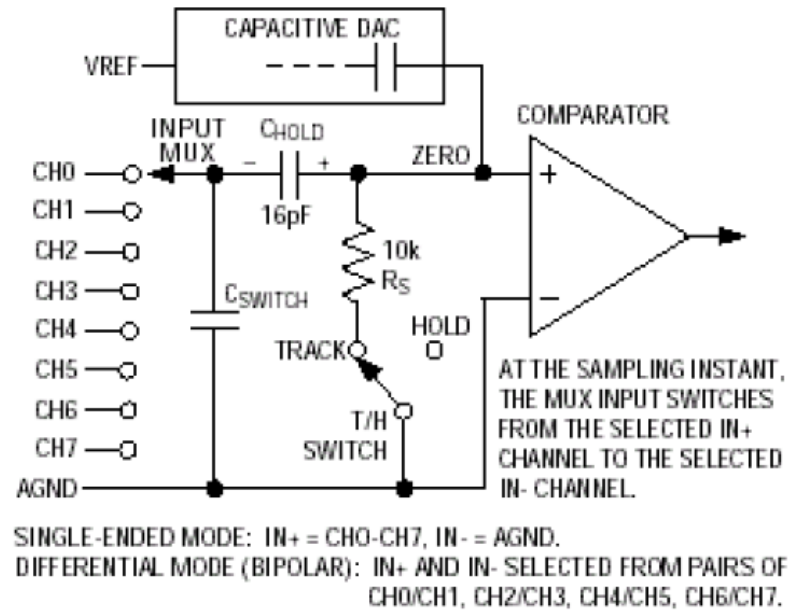 CAPACITIVE DAC
VREF
COMPARATOR
INPUT
MUX
CHOLD
ZERO
− +
+
CH0
16pF
CH1
10k
CH2
RS
CH3
CSWITCH
−
HOLD
CH4
TRACK
CH5
CH6
T/H
SWITCH
CH7
AGND
AT THE SAMPLING INSTANT,
THE MUX INPUT SWITCHES
FROM THE SELECTED IN+
CHANNEL TO THE SELECTED
IN- CHANNEL.
SINGLE-ENDED MODE: IN+ = CHO-CH7, IN- = AGND.
DIFFERENTIAL MODE (BIPOLAR): IN+ AND IN- SELECTED FROM PAIRS OF
CH0/CH1, CH2/CH3, CH4/CH5, CH6/CH7.